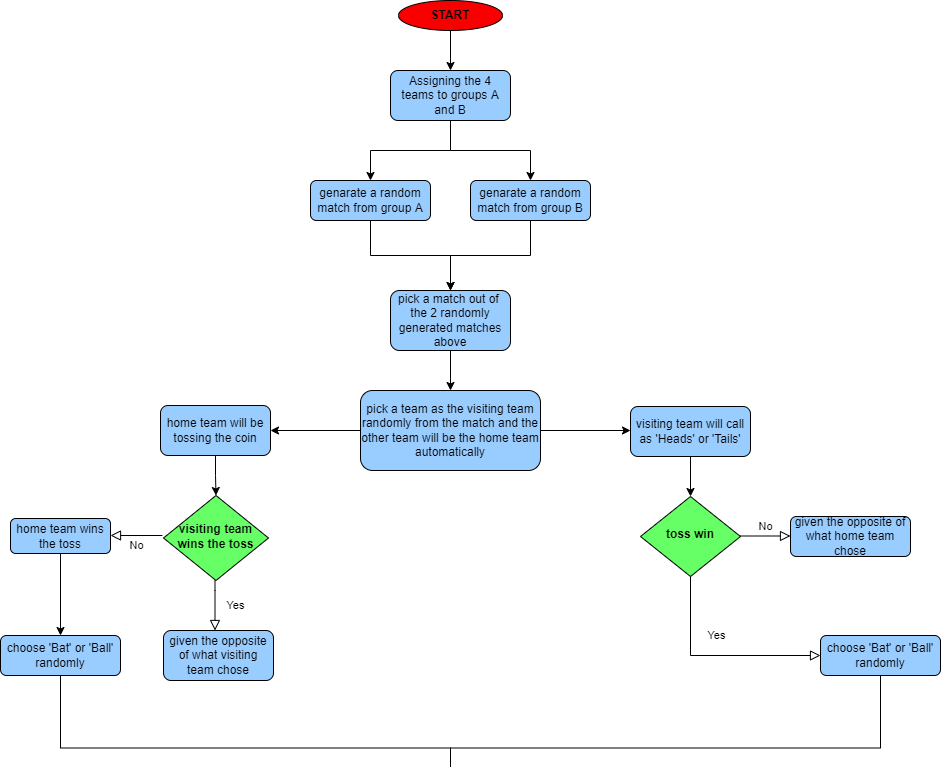 START
Assigning the 4
teams to groups A
and B
genarate a random
match from group A
genarate a random
match from group B
pick a match out of
the 2 randomly
generated matches
above
pick a team as the visiting team
randomly from the match and the
other team will be the home team
automatically
home team will be
tossing the coin
visiting team will call
as 'Heads' or 'Tails'
visiting team
wins the toss
No
home team wins
the toss
Yes
given the opposite
of what visiting
team chose
choose 'Bat' or 'Ball'
randomly
toss win
No
given the opposite of
what home team
chose
Yes
choose 'Bat' or 'Ball'
randomly